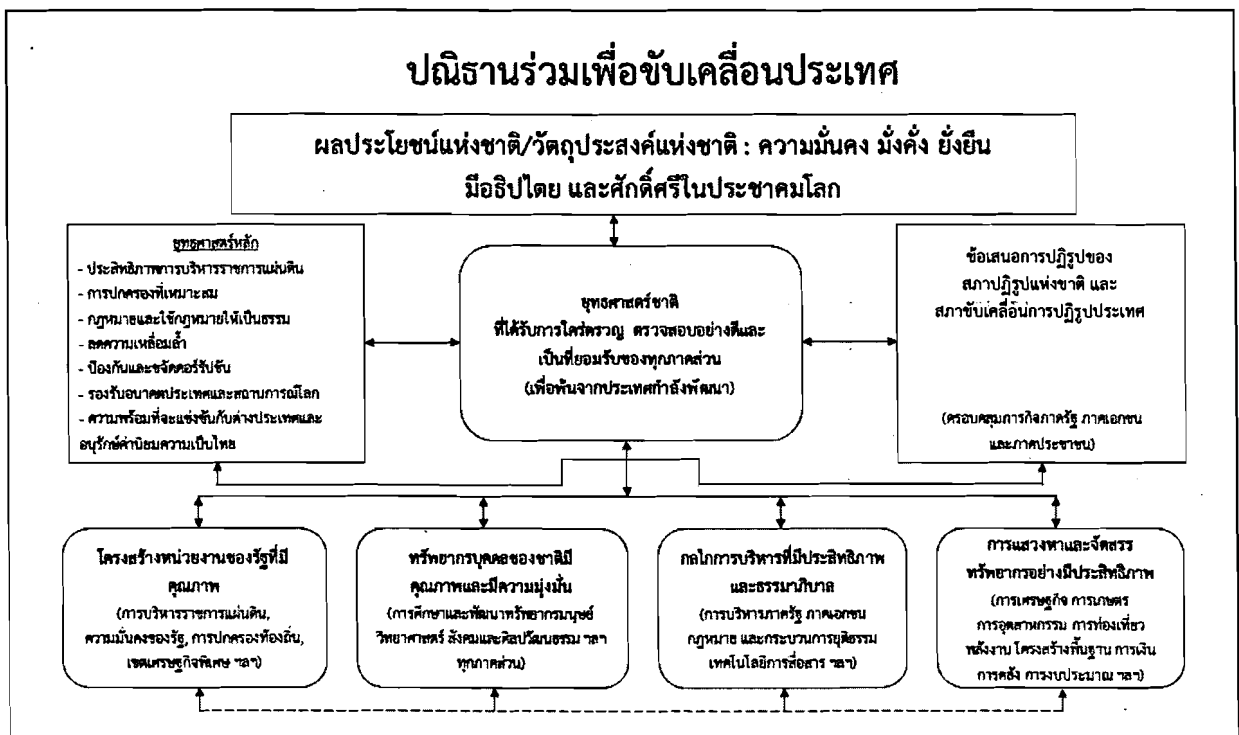 ปณิธานร่วมเพื่อขับเคลื่อนประเทศ
ผลประโยชน์แห่งชาติ/วัตถุประสงค์แห่งชาติ : ความมั่นคง มั่งคั่ง ยั่งยืน
มีอธิปไตย และศักดิ์ศรีในประชาคมโลก
ยุทธศาสตร์หลัก
- ประสิทธิภาพการบริหารราชการแผ่นดิน
- การปกครองที่เหมาะสม
- กฎหมายและใช้กฎหมายให้เป็นธรรม
- ลดความเหลื่อมล้ำ
- ป้องกันและขจัดคอร์รัปชัน
- รองรับอนาคตประเทศและสถานการณ์โลก
- ความพร้อมที่จะแข่งขันกับต่างประเทศและ
อนุรักษ์ค่านิยมความเป็นไทย
ยุทธศาสตร์ชาติ
ที่ได้รับการใคร่ครวญ ตรวจสอบอย่างดีและ
เป็นที่ยอมรับของทุกภาคส่วน
(เพื่อพ้นจากประเทศกำลังพัฒนา)
ข้อเสนอการปฏิรูปของ
สภาปฏิรูปแห่งชาติ และ
สภาขับเคลื่อนการปฏิรูปประเทศ
(ครอบคลุมภารกิจภาครัฐ ภาคเอกชน
และภาคประชาชน)
โครงสร้างหน่วยงานของรัฐที่มี
คุณภาพ
(การบริหารราชการแผ่นดิน,
ความมั่นคงของรัฐ, การปกครองท้องถิ่น,
เขตเศรษฐกิจพิเศษ ฯลฯ)
ทรัพยากรบุคคลของชาติมี
คุณภาพและมีความมุ่งมั่น
(การศึกษาและพัฒนาทรัพยากรมนุษย์
วิทยาศาสตร์ สังคมและศิลปวัฒนธรรม ฯลฯ
ทุกภาคส่วน)
กลไกการบริหารที่มีประสิทธิภาพ
และธรรมาภิบาล
(การบริหารภาครัฐ ภาคเอกชน
กฎหมาย และกระบวนการยุติธรรม
เทคโนโลยีการสื่อสาร ฯลฯ)
การแสวงหาและจัดสรร
ทรัพยากรอย่างมีประสิทธิภาพ
(การเศรษฐกิจ การเกษตร
การอุตสาหกรรม การท่องเที่ยว
พลังงาน โครงสร้างพื้นฐาน การเงิน
การคลัง การงบประมาณ ฯลฯ)